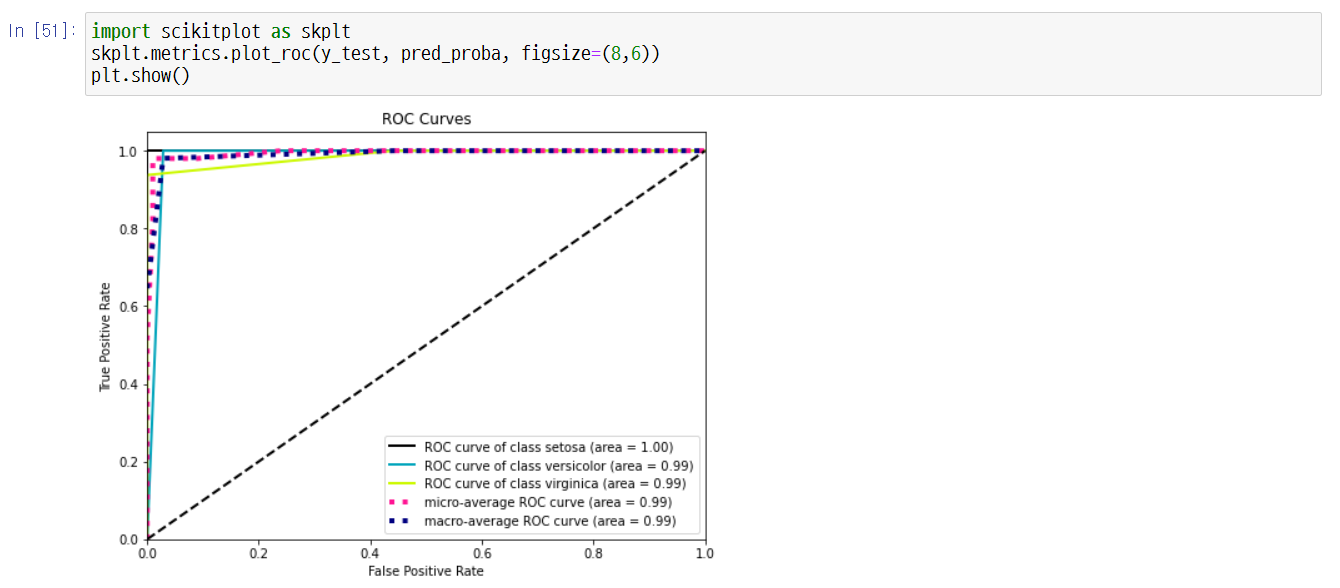 In [51]:
import scikitplot as skplt
skplt.metrics.plot_roc(y_test, pred_proba, figsize=(8,6))
plt.show()
ROC Curves
True Positive Rate
1.0
0.8
0.6
0.4
0.2
0.0
ROC curve of class setosa (area = 1.00)
ROC curve of class versicolor (area = 0.99)
ROC curve of class virginica (area = 0.99)
micro-average ROC curve (area = 0.99)
macro-average ROC curve (area = 0.99)
0.0 0.2 0.4 0.6 0.8 1.0
False Positive Rate